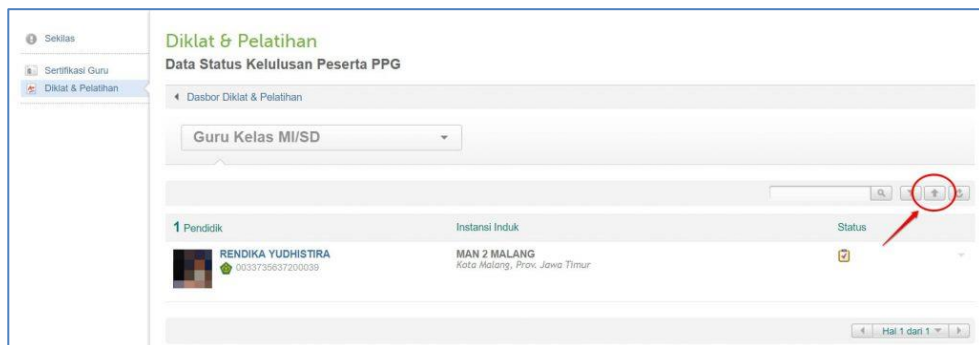 Sekilas
Sertifikasi Guru
Diklat & Pelatihan
Diklat & Pelatihan
Data Status Kelulusan Peserta PPG
Dasbor Diklat & Pelatihan
Guru Kelas MI/SD
1 Pendidik Instansi Induk Status
RENDIKA YUDHISTIRA MAN 2 MALANG
0033735637200039 Kota Malang, Prov. Jawa Timur
Hal 1 dari 1